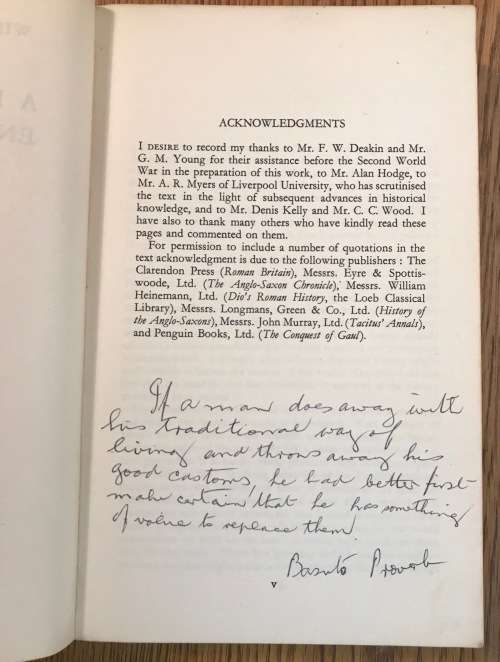 WI
A
EN
ACKNOWLEDGMENTS
I DESIRE to record my thanks to Mr. F. W. Deakin and Mr.
G. M. Young for their assistance before the Second World
War in the preparation of this work, to Mr. Alan Hodge, to
Mr. A. R. Myers of Liverpool University, who has scrutinised
the text in the light of subsequent advances in historical
knowledge, and to Mr. Denis Kelly and Mr. C. C. Wood. I
have also to thank many others who have kindly read these
pages and commented on them.
For permission to include a number of quotations in the
text acknowledgment is due to the following publishers : The
Clarendon Press (Roman Britain), Messrs. Eyre & Spottis-
woode, Ltd. (The Anglo-Saxon Chronicle), Messrs. William
Heinemann, Ltd. (Dio's Roman History, the Loeb Classical
Library), Messrs. Longmans, Green & Co., Ltd. (History of
the Anglo-Saxons), Messrs. John Murray, Ltd. (Tacitus' Annals),
and Penguin Books, Ltd. (The Conquest of Gaul).
If a man does away with
his traditional way of
living and throws away his
good customs, he had better first
make certain that he has something
of value to replace them.
Basuto Proverb
v